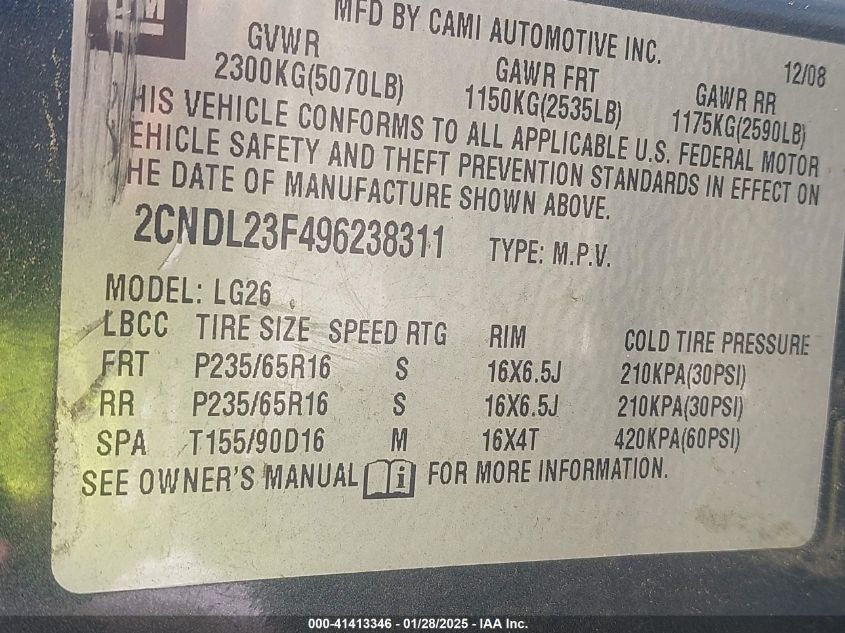 GM
MFD BY CAMI AUTOMOTIVE INC.
12/08
GVWR GAWR FRT GAWR RR
2300KG(5070LB) 1150KG(2535LB) 1175KG(2590LB)
HIS VEHICLE CONFORMS TO ALL APPLICABLE U.S. FEDERAL MOTOR
EHICLE SAFETY AND THEFT PREVENTION STANDARDS IN EFFECT ON
HE DATE OF MANUFACTURE SHOWN ABOVE.
2CNDL23F496238311 TYPE: M.P.V.
MODEL: LG26
LBCC TIRE SIZE SPEED RTG RIM COLD TIRE PRESSURE
FRT P235/65R16 S 16X6.5J 210KPA(30PSI)
RR P235/65R16 S 16X6.5J 210KPA(30PSI)
SPA T155/90D16 M 16X4T 420KPA(60PSI)
SEE OWNER'S MANUAL i FOR MORE INFORMATION.
000-41413346 - 01/28/2025 - IAA Inc.